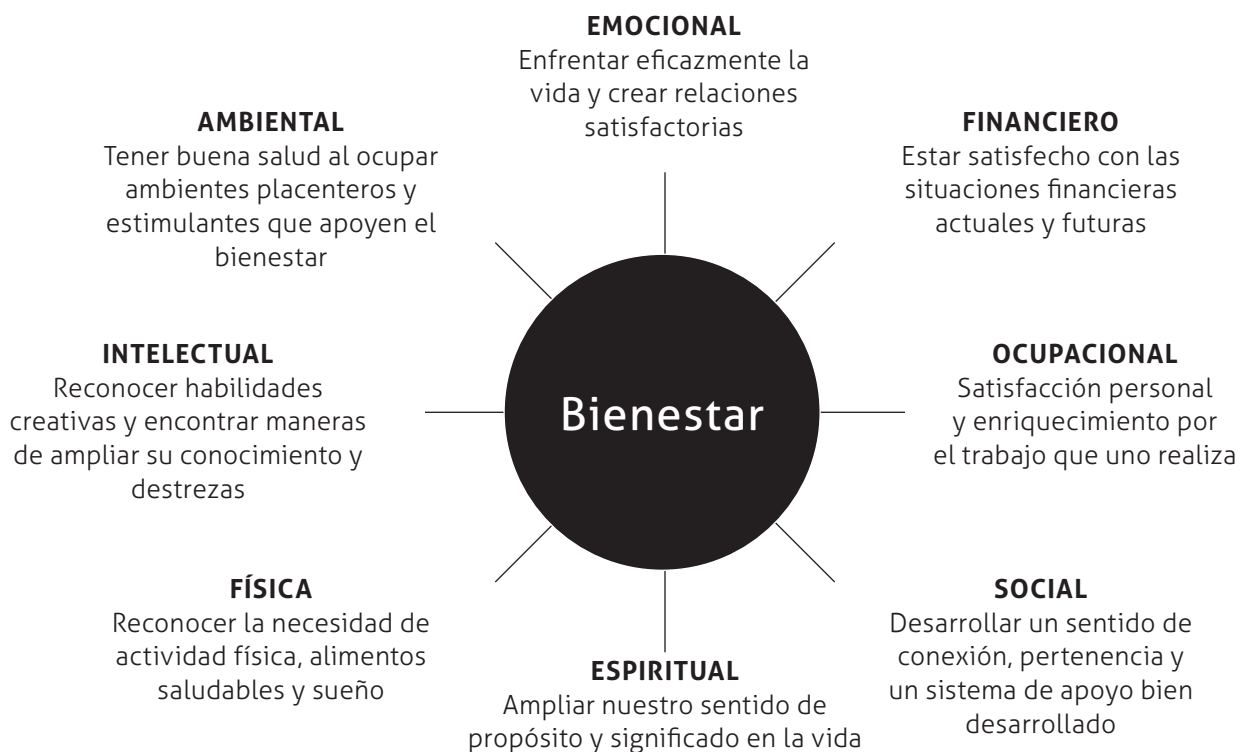 EMOCIONAL
Enfrentar eficazmente la
vida y crear relaciones
satisfactorias
FINANCIERO
Estar satisfecho con las
situaciones financieras
actuales y futuras
OCUPACIONAL
Satisfacción personal
y enriquecimiento por
el trabajo que uno realiza
SOCIAL
Desarrollar un sentido de
conexión, pertenencia y
un sistema de apoyo bien
desarrollado
ESPIRITUAL
Ampliar nuestro sentido de
propósito y significado en la vida
FÍSICA
Reconocer la necesidad de
actividad física, alimentos
saludables y sueño
INTELECTUAL
Reconocer habilidades
creativas y encontrar maneras
de ampliar su conocimiento y
destrezas
AMBIENTAL
Tener buena salud al ocupar
ambientes placenteros y
estimulantes que apoyen el
bienestar
Bienestar